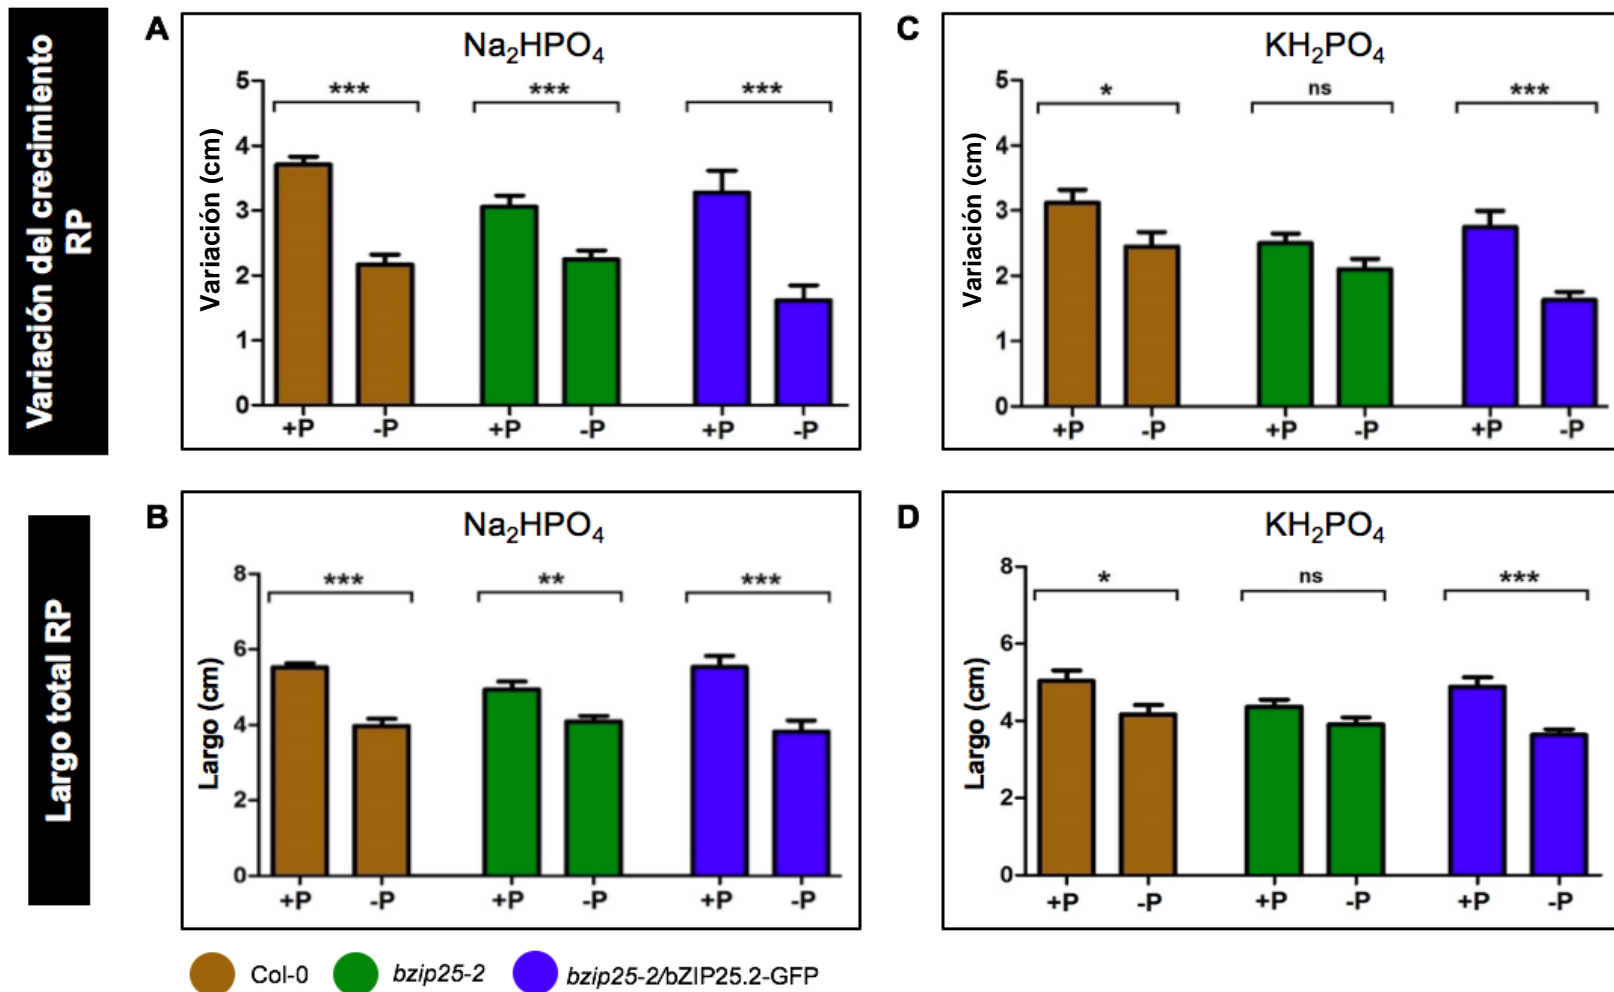 Variación del crecimiento
RP
A
Na₂HPO₄
Variación (cm)
5
4
3
2
1
0
***
***
***
+P -P +P -P +P -P
C
KH₂PO₄
Variación (cm)
5
4
3
2
1
0
*
ns
***
+P -P +P -P +P -P
Largo total RP
B
Na₂HPO₄
Largo (cm)
8
6
4
2
0
***
**
***
+P -P +P -P +P -P
D
KH₂PO₄
Largo (cm)
8
6
4
2
0
*
ns
***
+P -P +P -P +P -P
Col-0 bzip25-2 bzip25-2/bZIP25.2-GFP